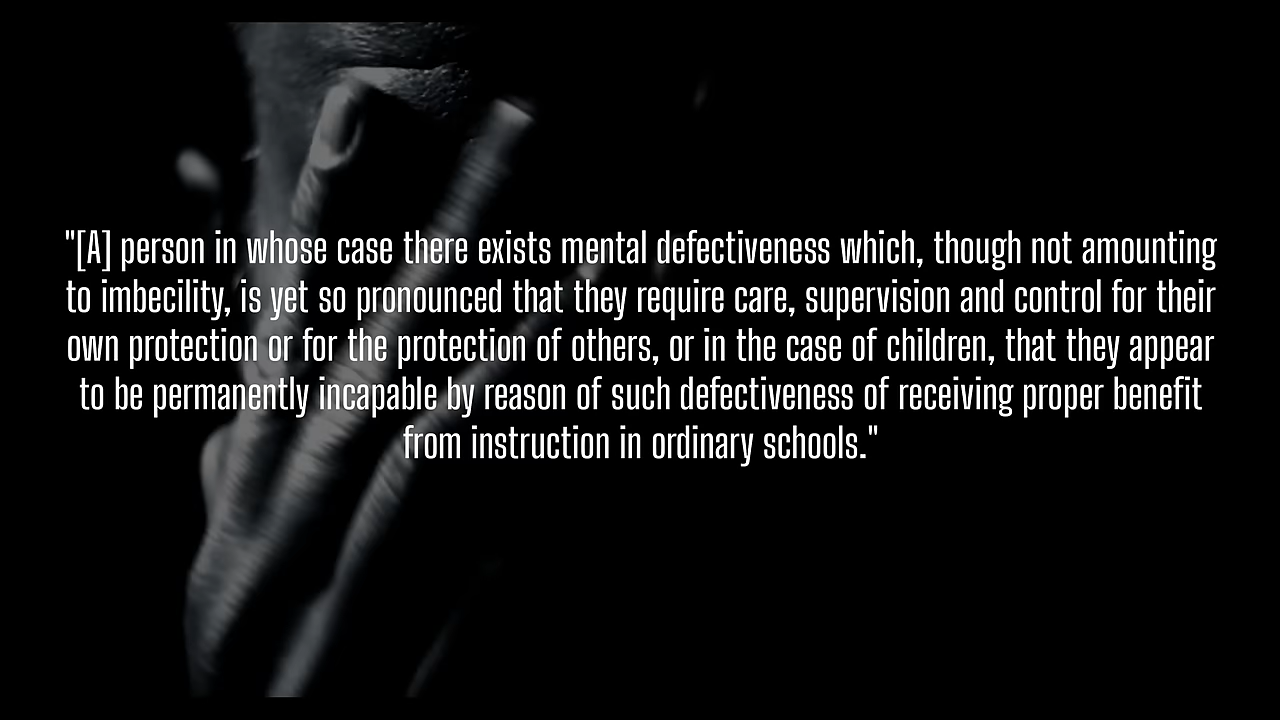 "[A] person in whose case there exists mental defectiveness which, though not amounting
to imbecility, is yet so pronounced that they require care, supervision and control for their
own protection or for the protection of others, or in the case of children, that they appear
to be permanently incapable by reason of such defectiveness of receiving proper benefit
from instruction in ordinary schools."